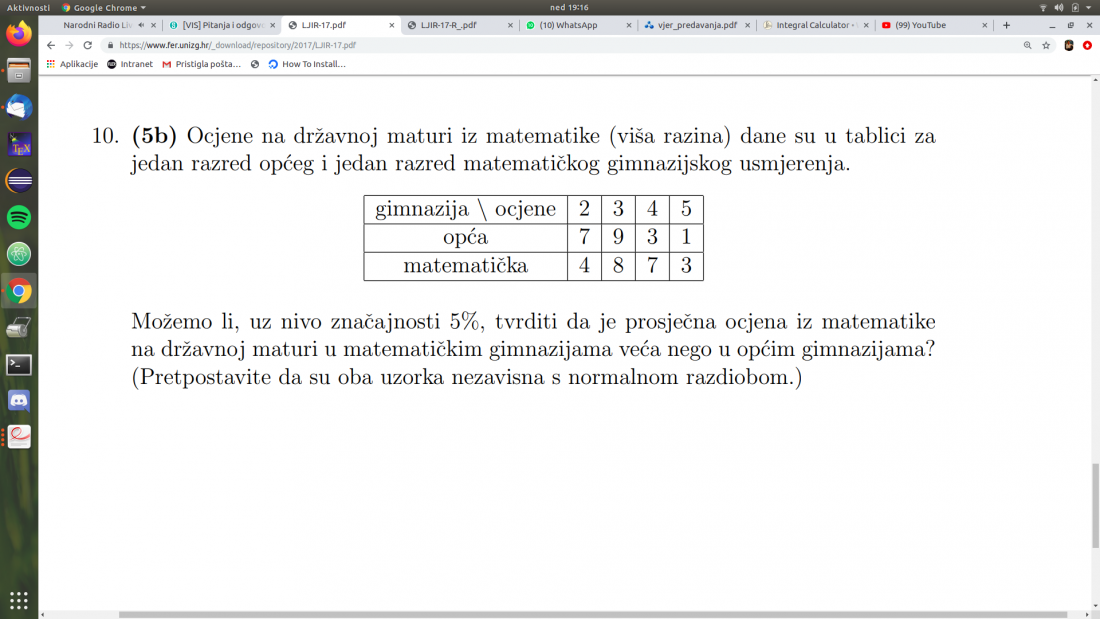 Aktivnosti Google Chrome ned 19:16
Narodni Radio Lis [VIS] Pitanja i odgovo LJIR-17.pdf LJIR-17-R_.pdf (10) WhatsApp vjer_predavanja.pdf Integral Calculator • (99) YouTube
https://www.fer.unizg.hr/_download/repository/2017/LJIR-17.pdf
Aplikacije Intranet Pristigla pošta... How To Install...
10. (5b) Ocjene na državnoj maturi iz matematike (viša razina) dane su u tablici za
jedan razred općeg i jedan razred matematičkog gimnazijskog usmjerenja.
gimnazija \ ocjene 2 3 4 5
opća 7 9 3 1
matematička 4 8 7 3
Možemo li, uz nivo značajnosti 5%, tvrditi da je prosječna ocjena iz matematike
na državnoj maturi u matematičkim gimnazijama veća nego u općim gimnazijama?
(Pretpostavite da su oba uzorka nezavisna s normalnom razdiobom.)